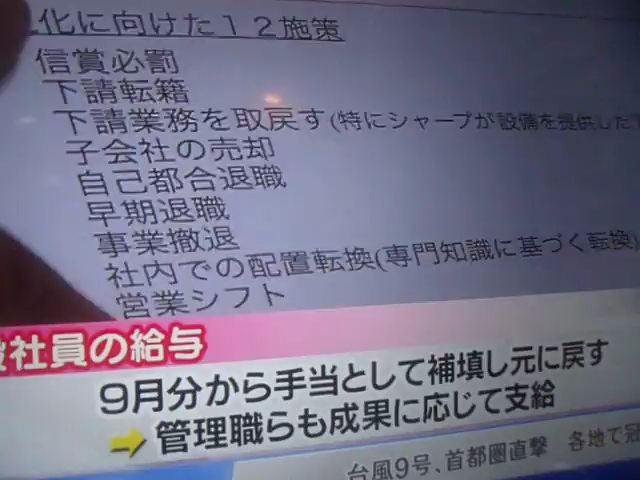 化に向けた１２施策
信賞必罰
下請転籍
下請業務を取戻す(特にシャープが設備を提供した下
子会社の売却
自己都合退職
早期退職
事業撤退
社内での配置転換(専門知識に基づく転換)
営業シフト
社員の給与
9月分から手当として補填し元に戻す
➡管理職らも成果に応じて支給
台風9号、首都圏直撃 各地で冠